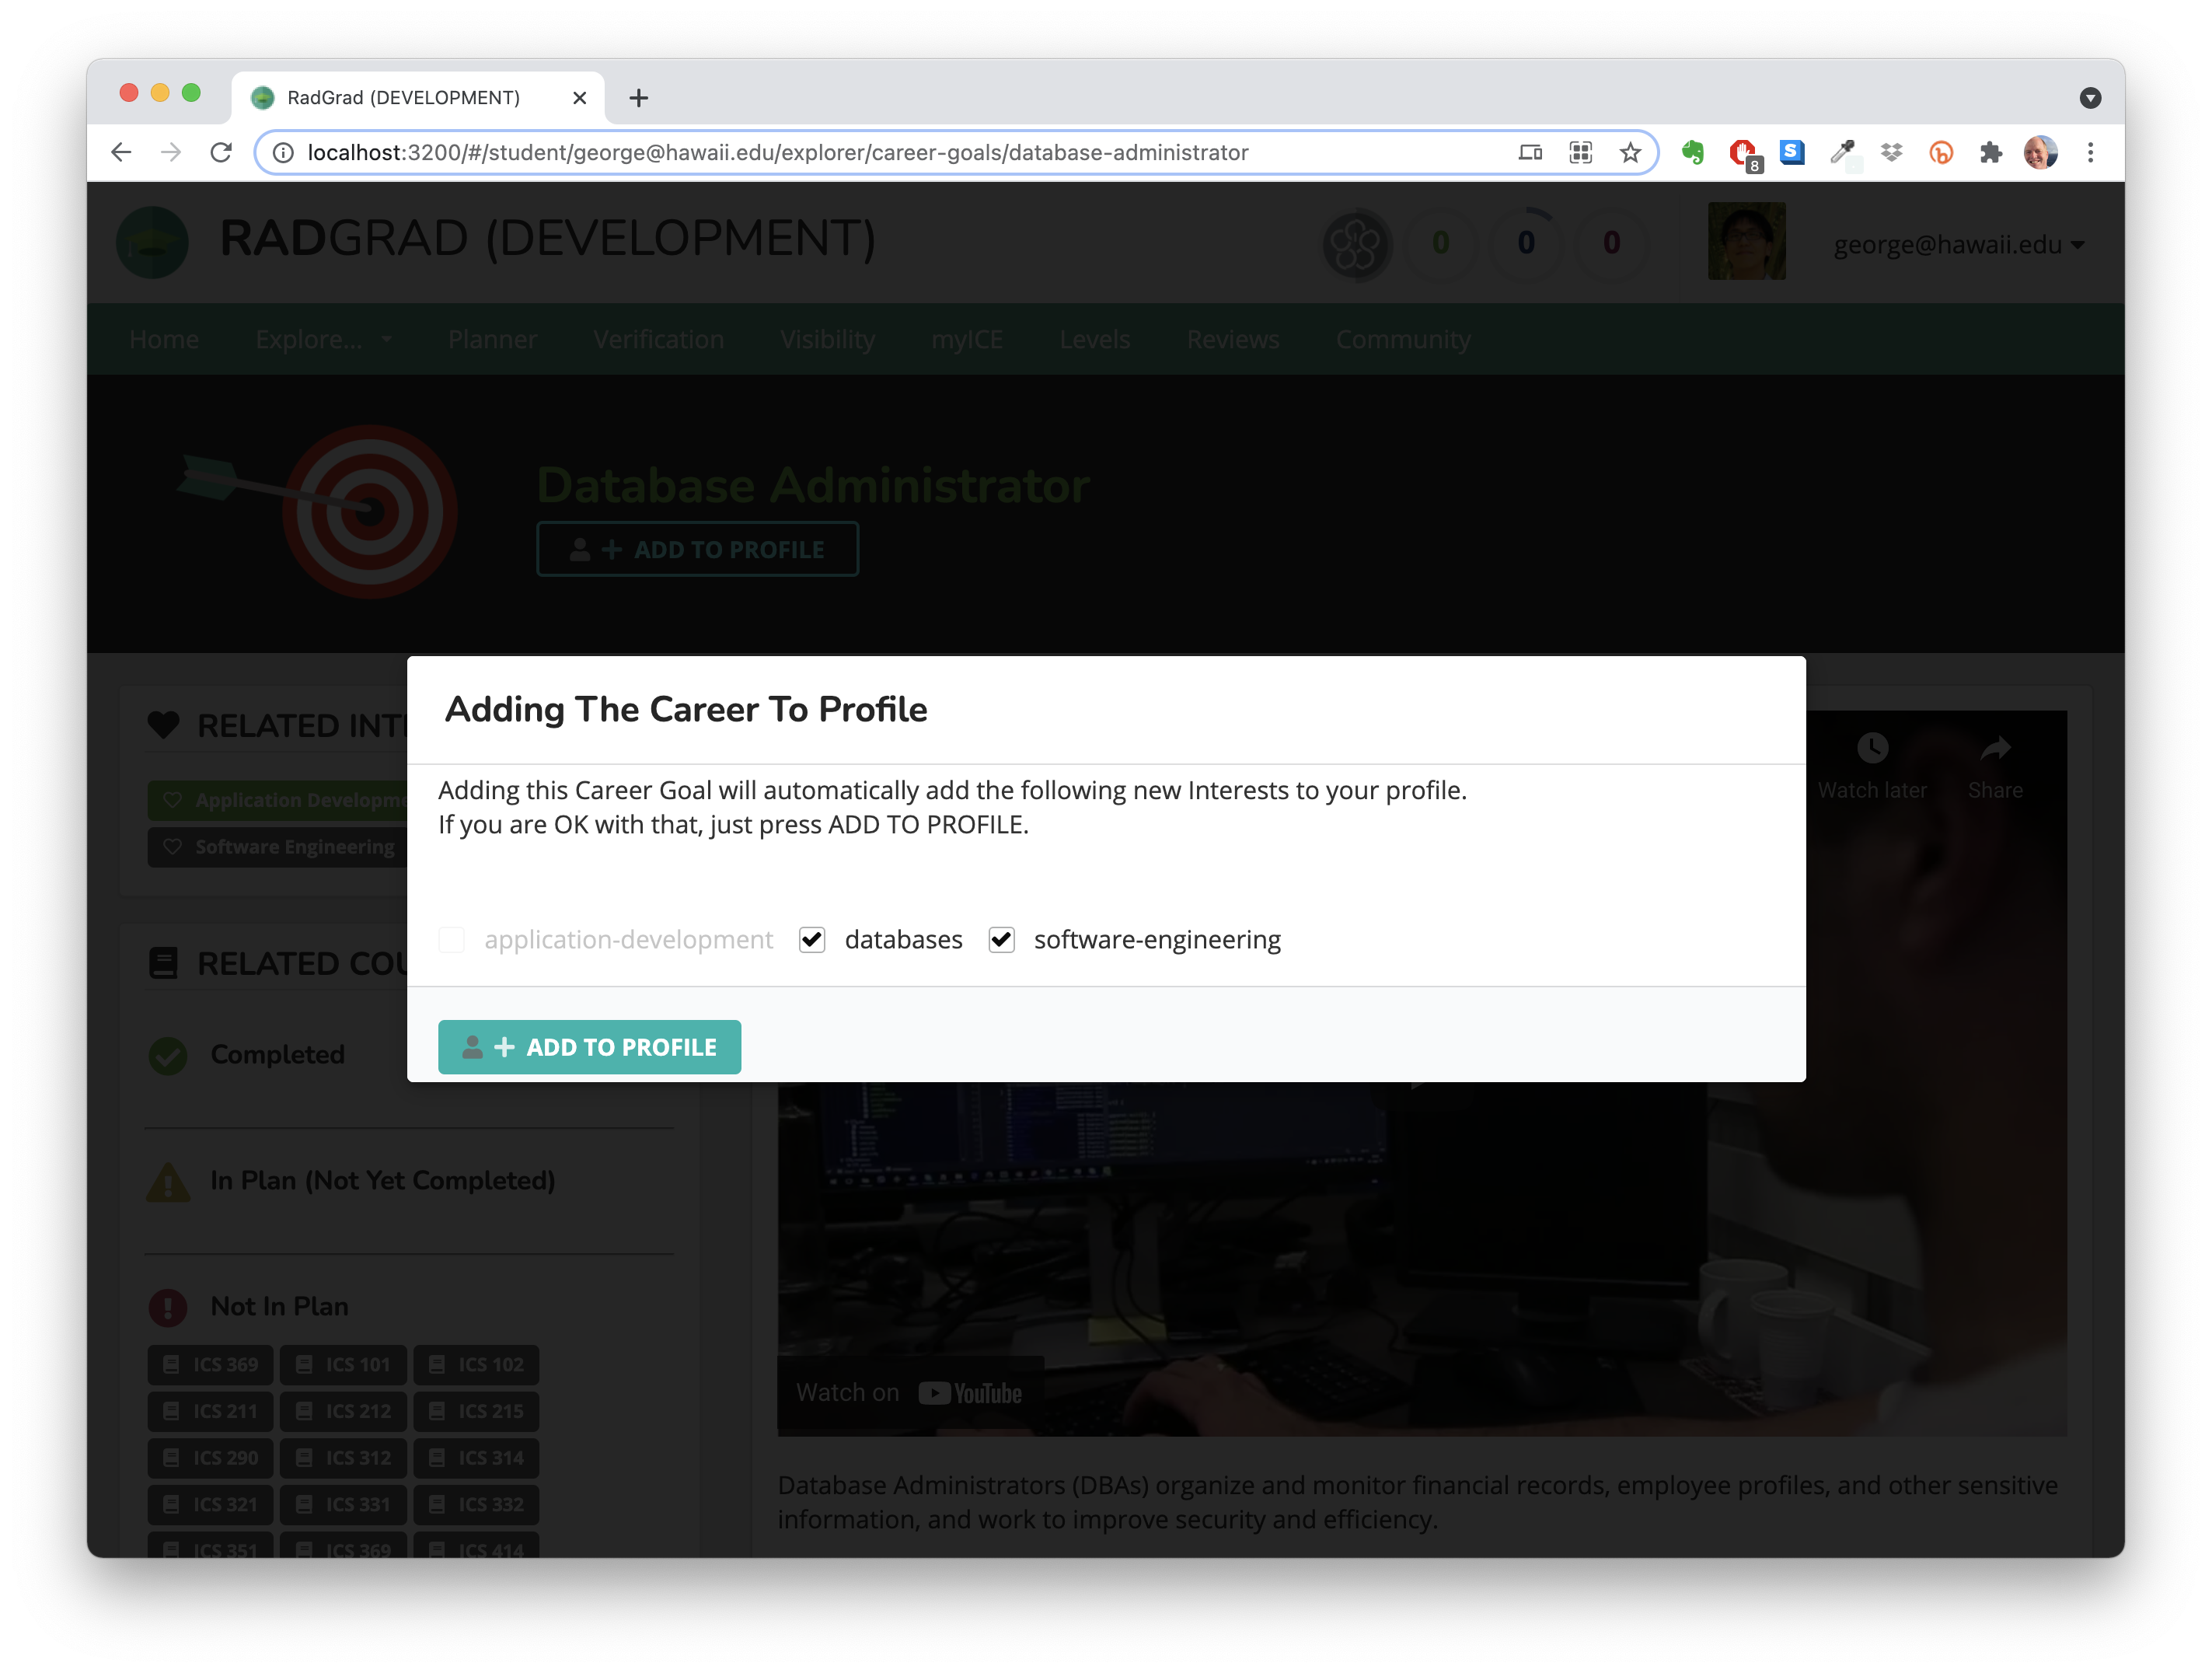 RadGrad (DEVELOPMENT)
localhost:3200/#/student/george@hawaii.edu/explorer/career-goals/database-administrator
8
S
RADGRAD (DEVELOPMENT)
0 0 0
george@hawaii.edu
Home Explore... Planner Verification Visibility myICE Levels Reviews Community
Database Administrator
ADD TO PROFILE
Adding The Career To Profile
Adding this Career Goal will automatically add the following new Interests to your profile.
If you are OK with that, just press ADD TO PROFILE.
application-development databases software-engineering
ADD TO PROFILE
RELATED INT
Application Developme
Software Engineering
RELATED COU
Completed
In Plan (Not Yet Completed)
Not In Plan
ICS 369 ICS 101 ICS 102
ICS 211 ICS 212 ICS 215
ICS 290 ICS 312 ICS 314
ICS 321 ICS 331 ICS 332
ICS 351 ICS 369 ICS 414
Watch later Share
Watch on YouTube
Database Administrators (DBAs) organize and monitor financial records, employee profiles, and other sensitive
information, and work to improve security and efficiency.